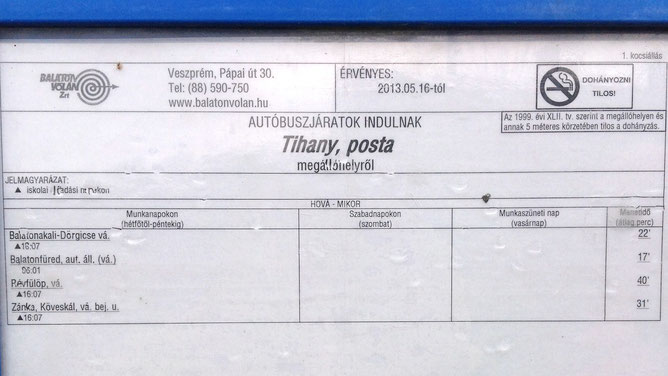 1. kocsiállás
BALATON
VOLÁN
Zrt
Veszprém, Pápai út 30.
Tel: (88) 590-750
www.balatonvolan.hu
ÉRVÉNYES:
2013.05.16-tól
DOHÁNYOZNI
TILOS!
Az 1999. évi XLII. tv. szerint a megállóhelyen és
annak 5 méteres körzetében tilos a dohányzás.
AUTÓBUSZJÁRATOK INDULNAK
Tihany, posta
megállóhelyről
JELMAGYARÁZAT:
▲ iskolai előadási napokon
HOVÁ - MIKOR
Munkanapokon
(hétfőtől-péntekig)
Szabadnapokon
(szombat)
Munkaszüneti nap
(vasárnap)
Menetidő
(átlag perc)
Balatonakali-Dörgicse vá. 22'
▲16:07
Balatonfüred, aut. áll. (vá.) 17'
06:01
Révfülöp, vá. 40'
▲16:07
Zánka, Köveskál, vá. bej. u. 31'
▲16:07